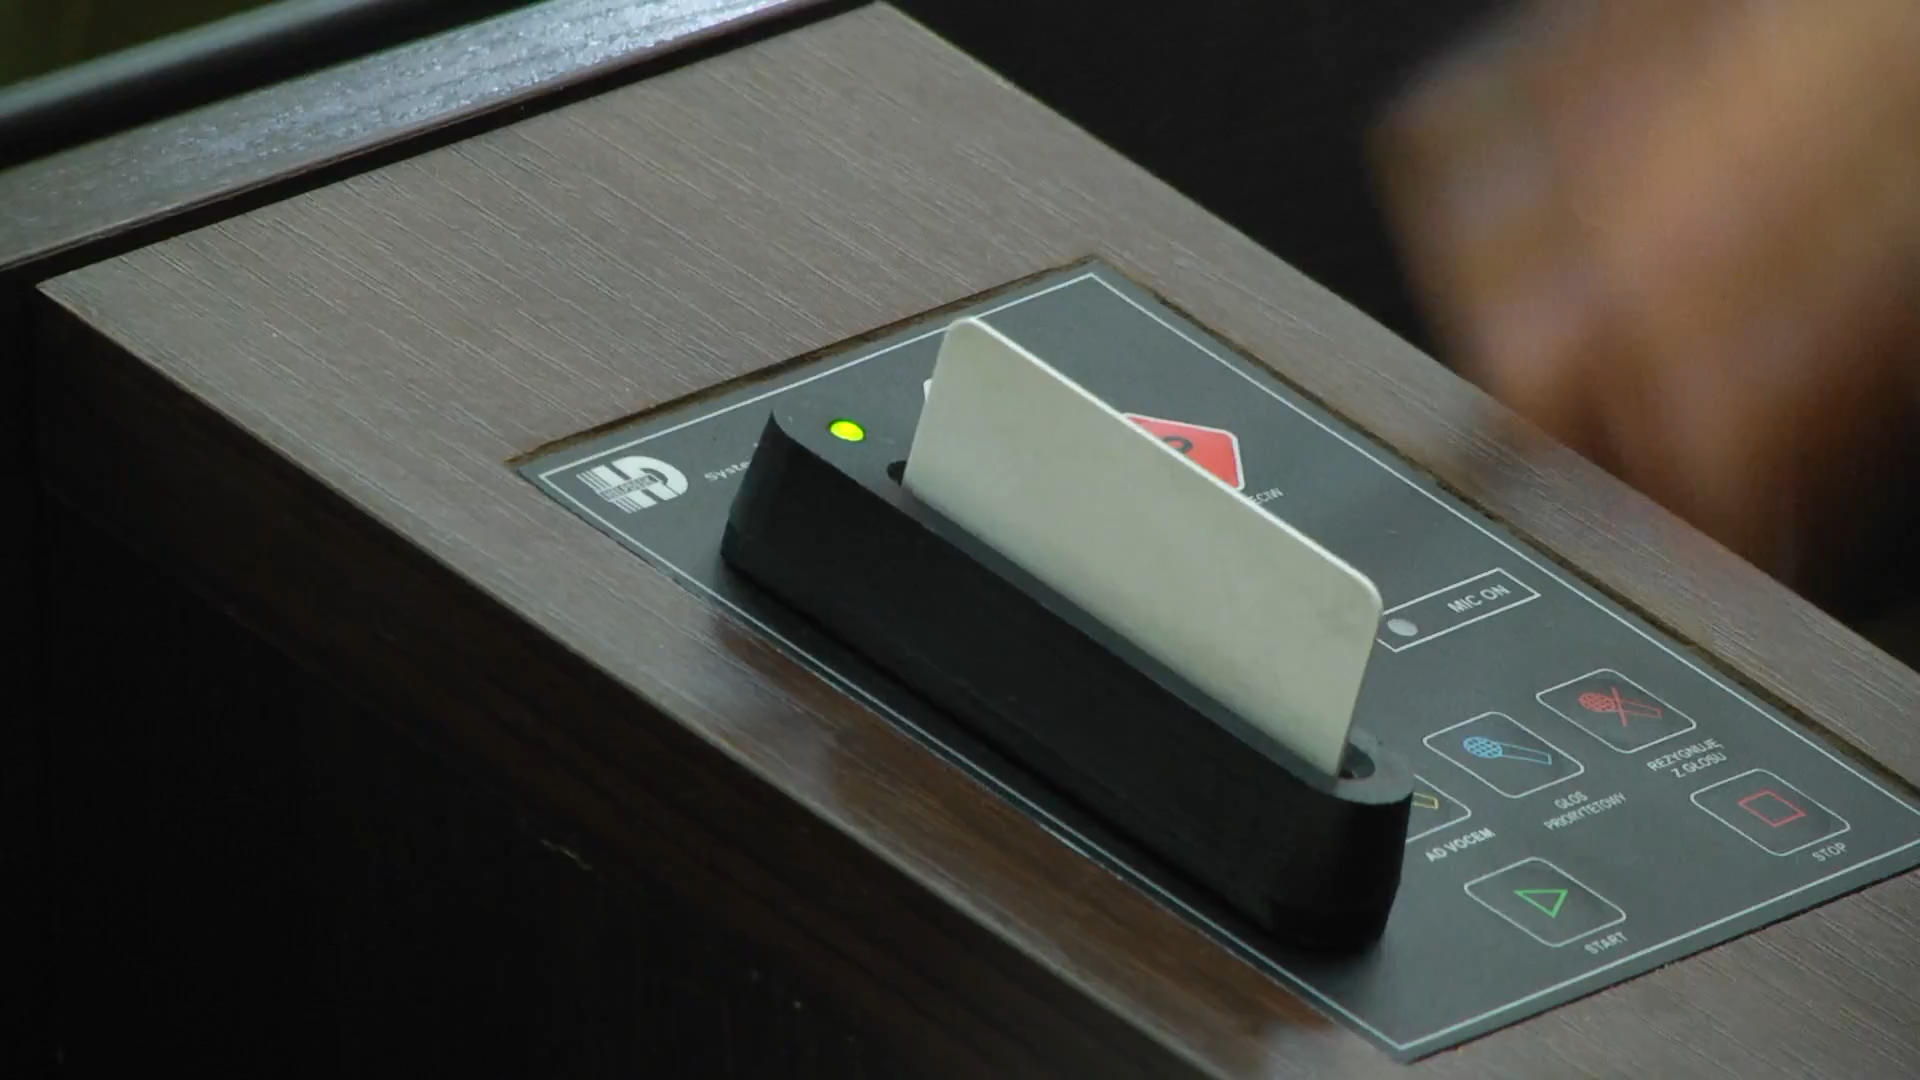 MIC ON
REZYGNUJĘ
Z GŁOSU
GŁOS
PRIORYTETOWY
AD VOCEM
STOP
START